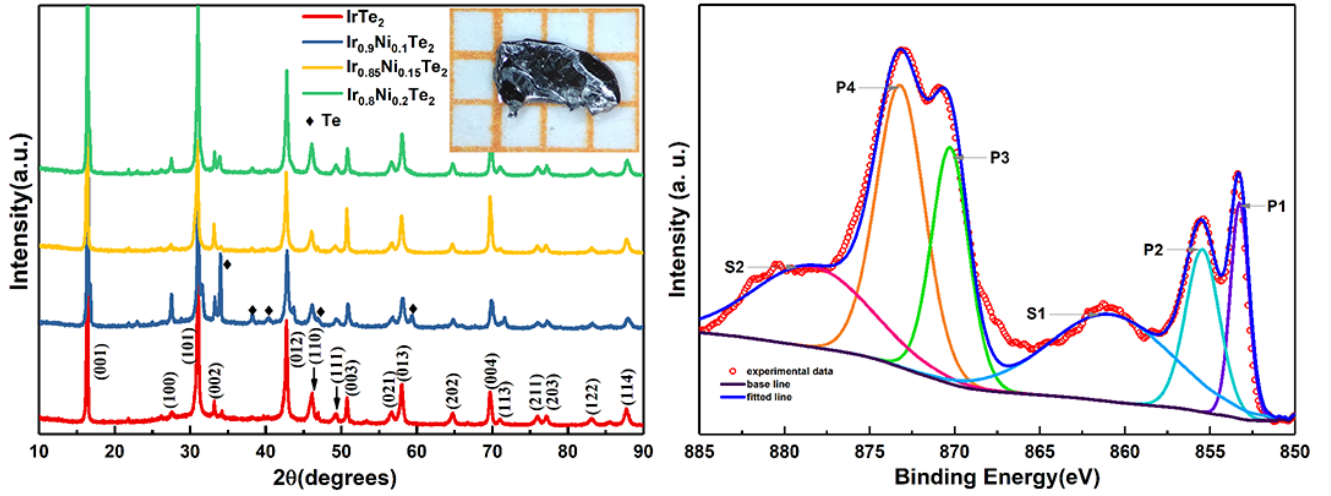 IrTe2
Ir0.9Ni0.1Te2
Ir0.85Ni0.15Te2
Ir0.8Ni0.2Te2
♦ Te
Intensity(a.u.)
(001)
(100)
(101)
(002)
(012)
(110)
(111)
(003)
(021)
(013)
(202)
(004)
(113)
(211)
(203)
(122)
(114)
10 20 30 40 50 60 70 80 90
2θ(degrees)
Intensity (a. u.)
P4
P3
P1
P2
S2
S1
experimental data
base line
fitted line
885 880 875 870 865 860 855 850
Binding Energy(eV)